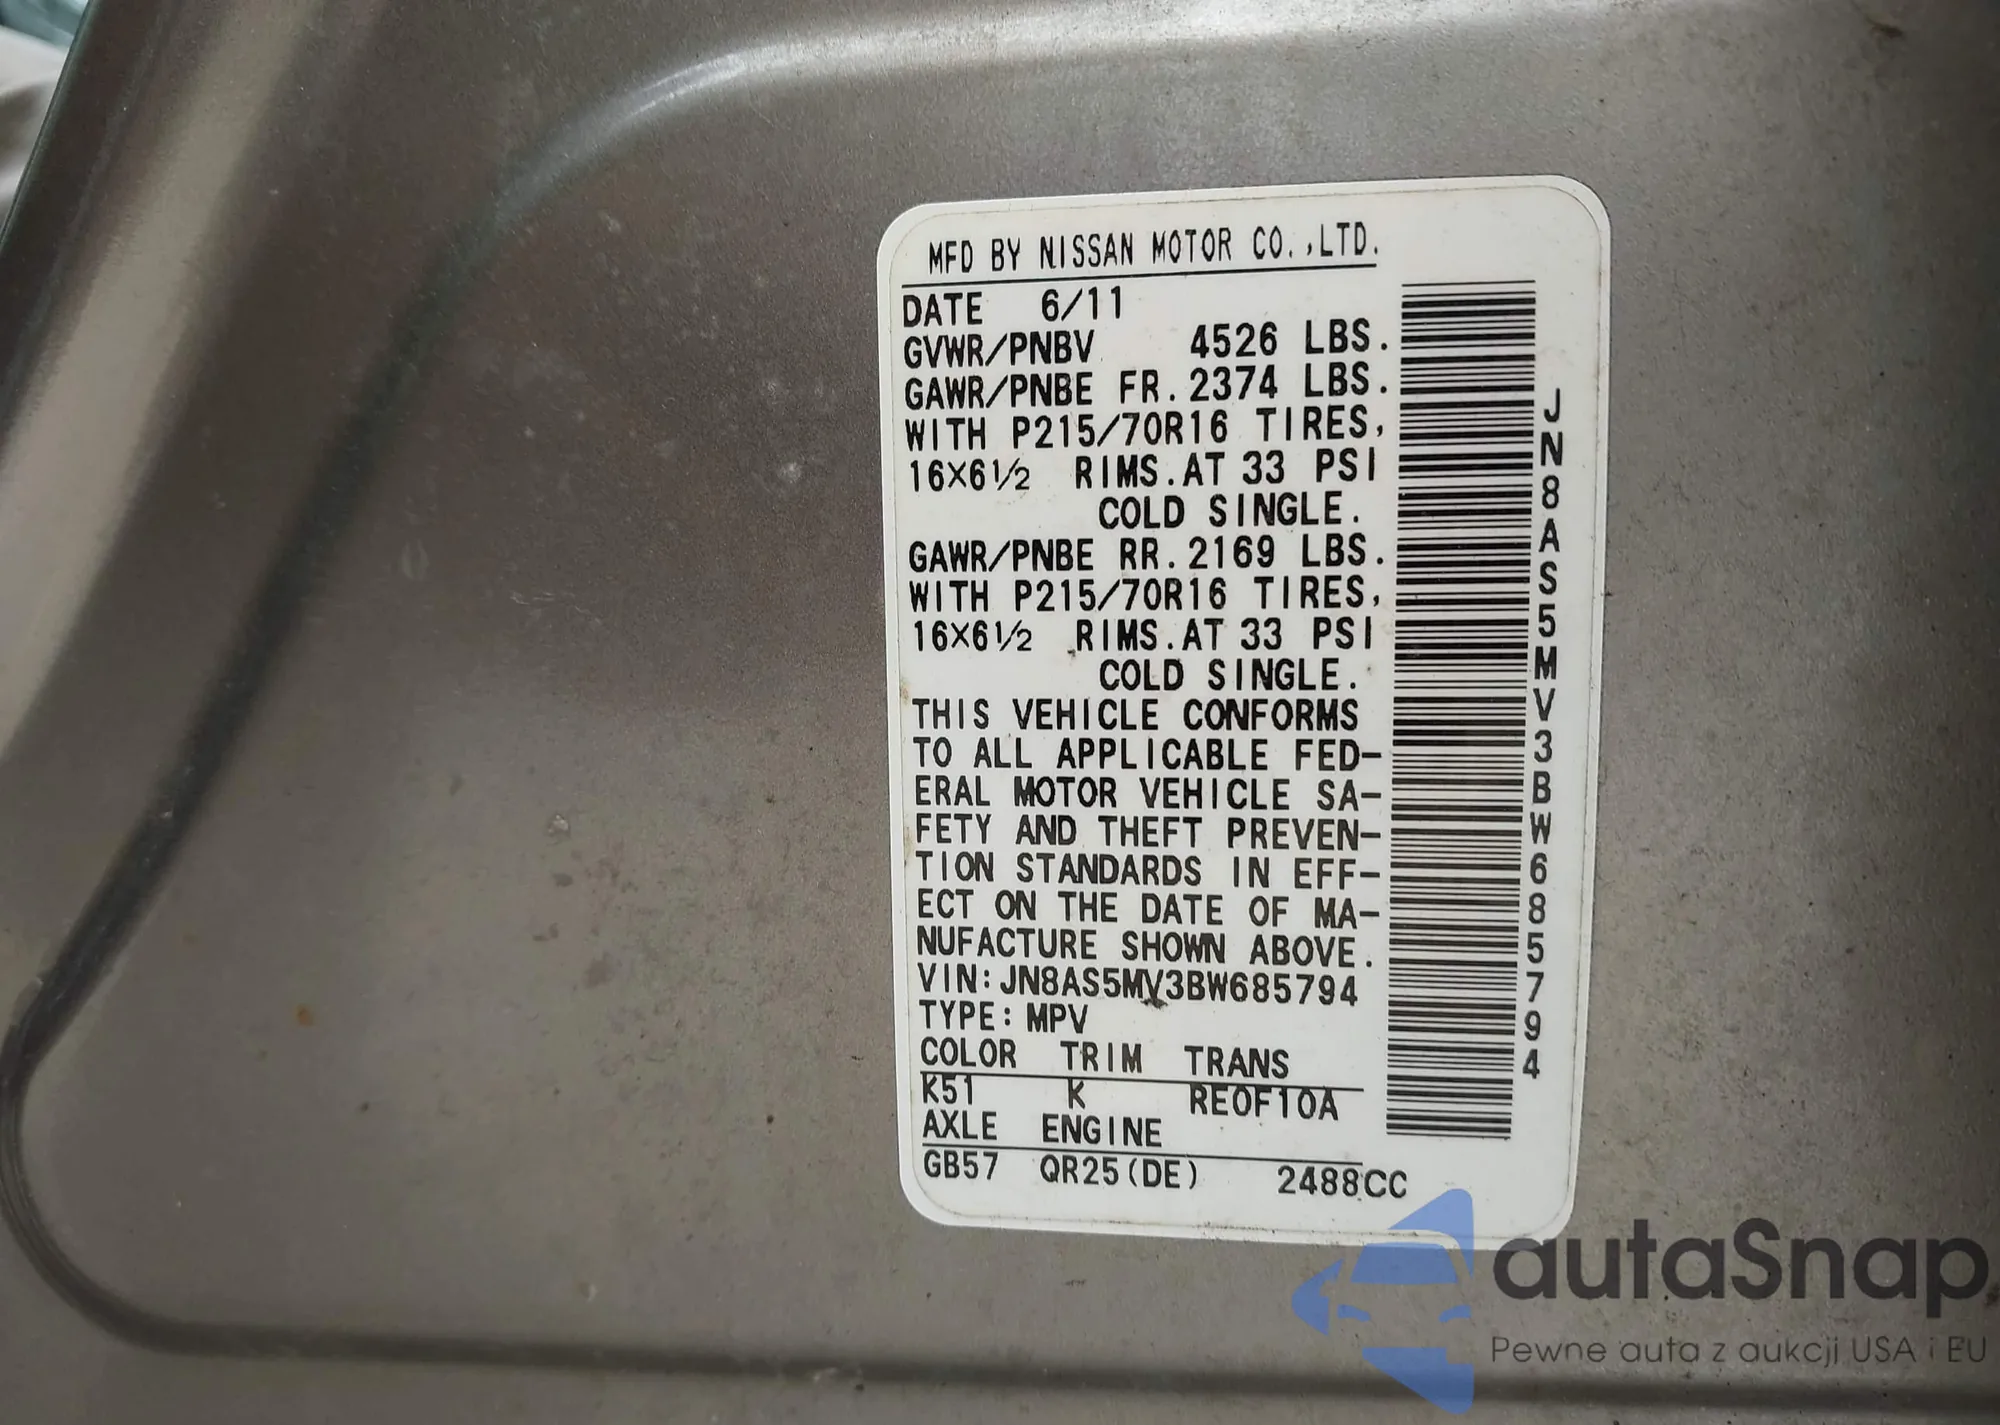 MFD BY NISSAN MOTOR CO.,LTD.
DATE 6/11
GVWR/PNBV 4526 LBS.
GAWR/PNBE FR.2374 LBS.
WITH P215/70R16 TIRES,
16×6½ RIMS.AT 33 PSI
COLD SINGLE.
GAWR/PNBE RR.2169 LBS.
WITH P215/70R16 TIRES,
16×6½ RIMS.AT 33 PSI
COLD SINGLE.
THIS VEHICLE CONFORMS
TO ALL APPLICABLE FED-
ERAL MOTOR VEHICLE SA-
FETY AND THEFT PREVEN-
TION STANDARDS IN EFF-
ECT ON THE DATE OF MA-
NUFACTURE SHOWN ABOVE.
VIN:JN8AS5MV3BW685794
TYPE:MPV
COLOR TRIM TRANS
K51 K RE0F10A
AXLE ENGINE
GB57 QR25(DE) 2488CC
JN8AS5MV3BW685794
autaSnap
Pewne auta z aukcji USA i EU